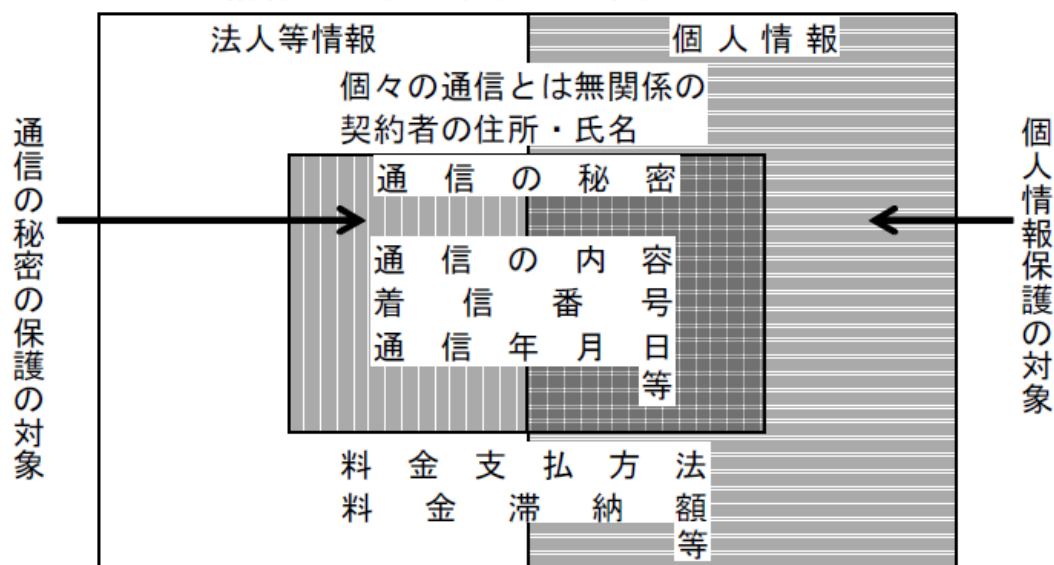 法人等情報
個人情報
個々の通信とは無関係の
契約者の住所・氏名
通信の秘密の保護の対象
通信の秘密
通信の内容
着信番号
通信年月日
等
料金支払方法
料金滞納額
等
個人情報保護の対象